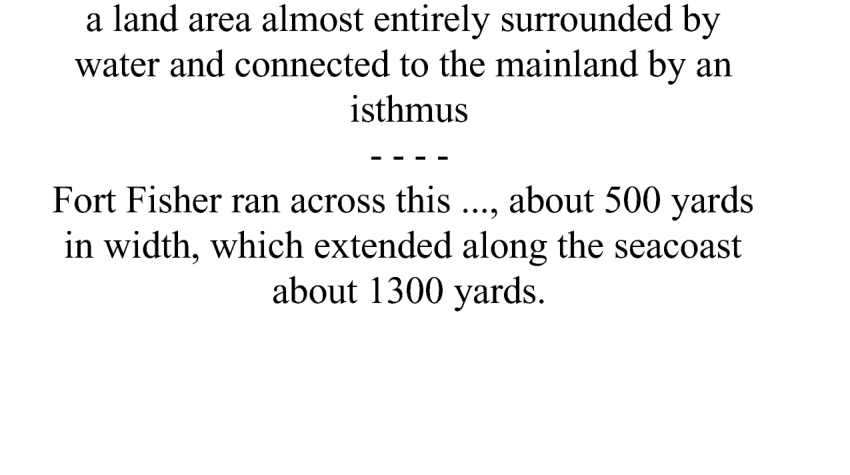 a land area almost entirely surrounded by
water and connected to the mainland by an
isthmus
- - - -
Fort Fisher ran across this ..., about 500 yards
in width, which extended along the seacoast
about 1300 yards.